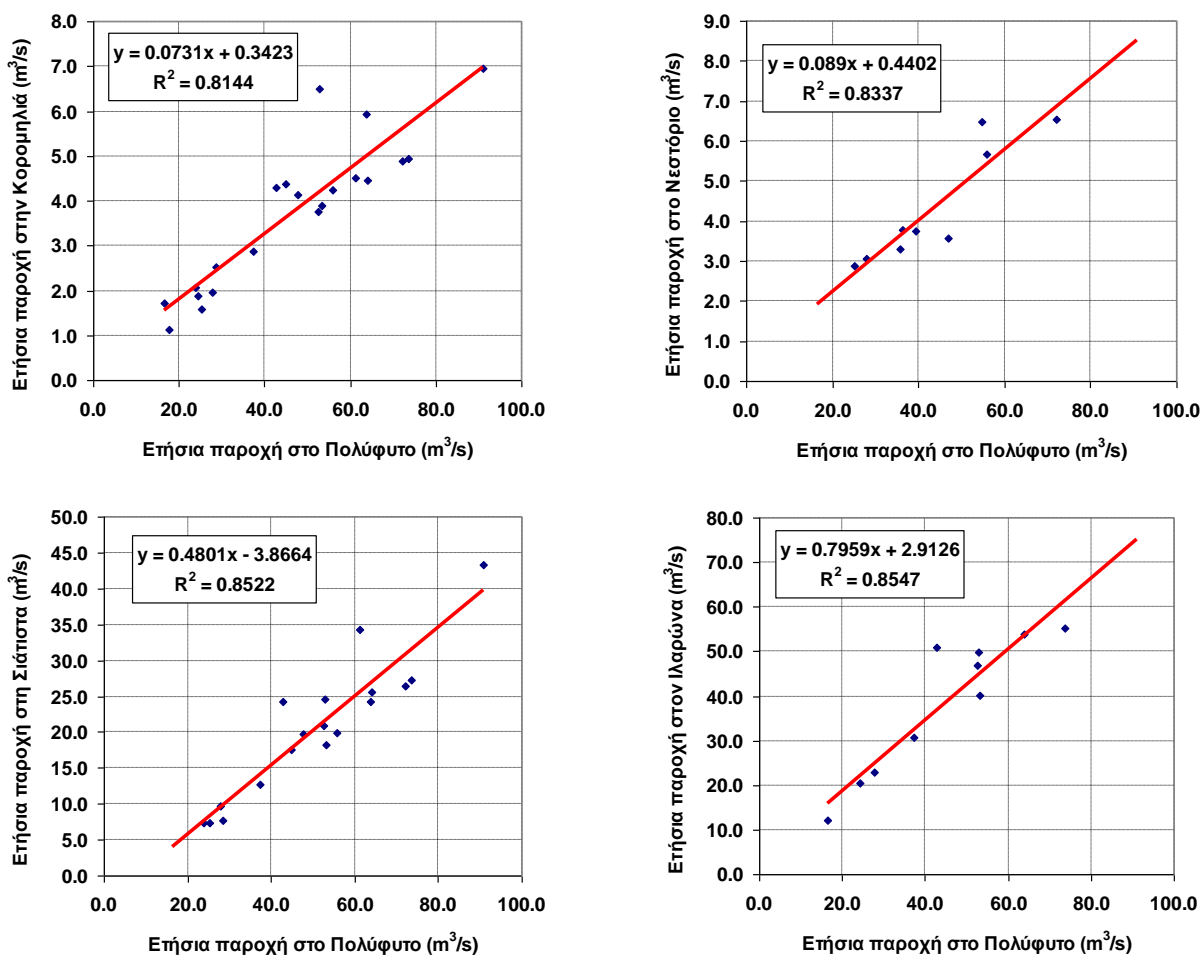 Ετήσια παροχή στην Κορομηλιά (m³/s)
8.0
7.0
6.0
5.0
4.0
3.0
2.0
1.0
0.0
y = 0.0731x + 0.3423
R² = 0.8144
0.0 20.0 40.0 60.0 80.0 100.0
Ετήσια παροχή στο Πολύφυτο (m³/s)
Ετήσια παροχή στο Νεστόριο (m³/s)
9.0
8.0
7.0
6.0
5.0
4.0
3.0
2.0
1.0
0.0
y = 0.089x + 0.4402
R² = 0.8337
0.0 20.0 40.0 60.0 80.0 100.0
Ετήσια παροχή στο Πολύφυτο (m³/s)
Ετήσια παροχή στη Σιάτιστα (m³/s)
50.0
45.0
40.0
35.0
30.0
25.0
20.0
15.0
10.0
5.0
0.0
y = 0.4801x - 3.8664
R² = 0.8522
0.0 20.0 40.0 60.0 80.0 100.0
Ετήσια παροχή στο Πολύφυτο (m³/s)
Ετήσια παροχή στον Ιλαρώνα (m³/s)
80.0
70.0
60.0
50.0
40.0
30.0
20.0
10.0
0.0
y = 0.7959x + 2.9126
R² = 0.8547
0.0 20.0 40.0 60.0 80.0 100.0
Ετήσια παροχή στο Πολύφυτο (m³/s)